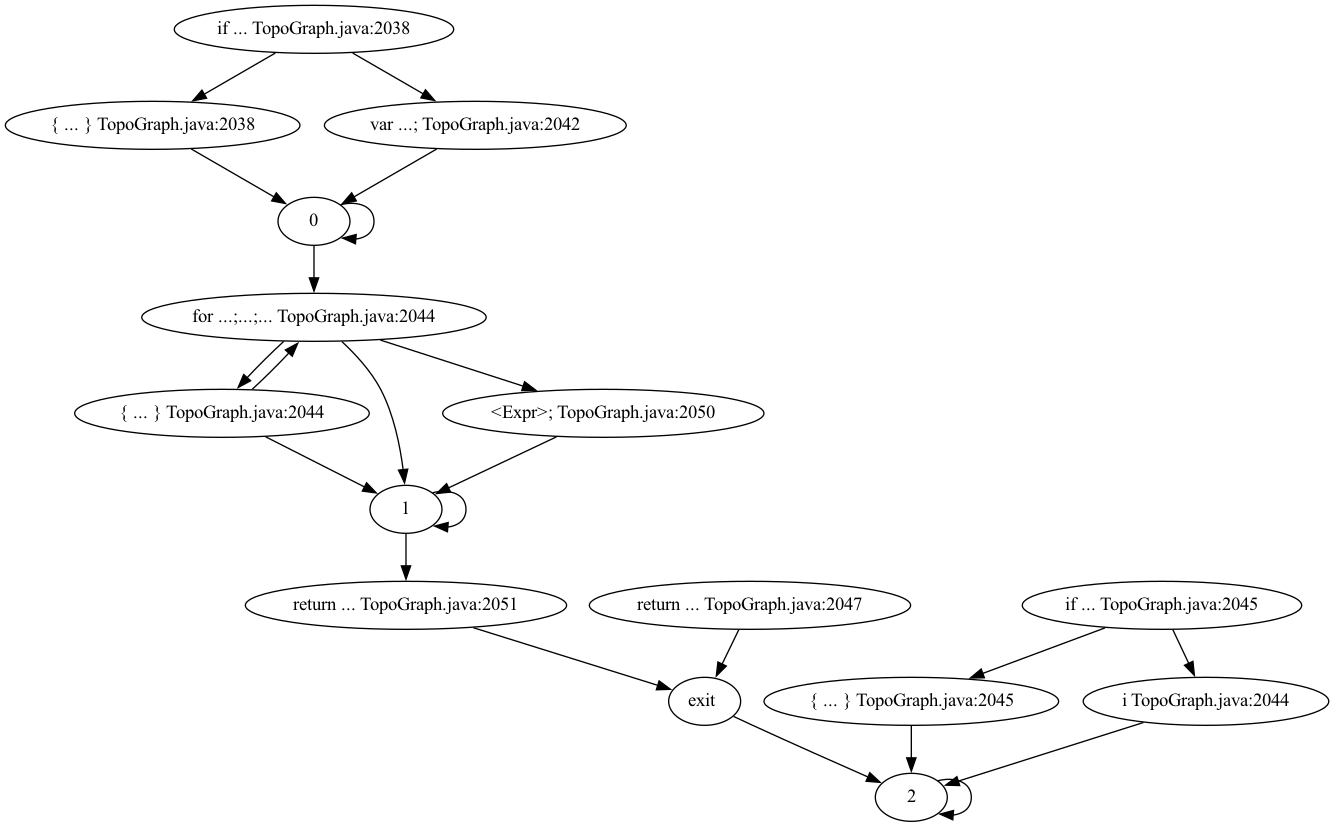 if ... TopoGraph.java:2038
{ ... } TopoGraph.java:2038
var ...; TopoGraph.java:2042
0
for ...;...;... TopoGraph.java:2044
{ ... } TopoGraph.java:2044
<Expr>; TopoGraph.java:2050
1
return ... TopoGraph.java:2051
return ... TopoGraph.java:2047
if ... TopoGraph.java:2045
exit
{ ... } TopoGraph.java:2045
i TopoGraph.java:2044
2